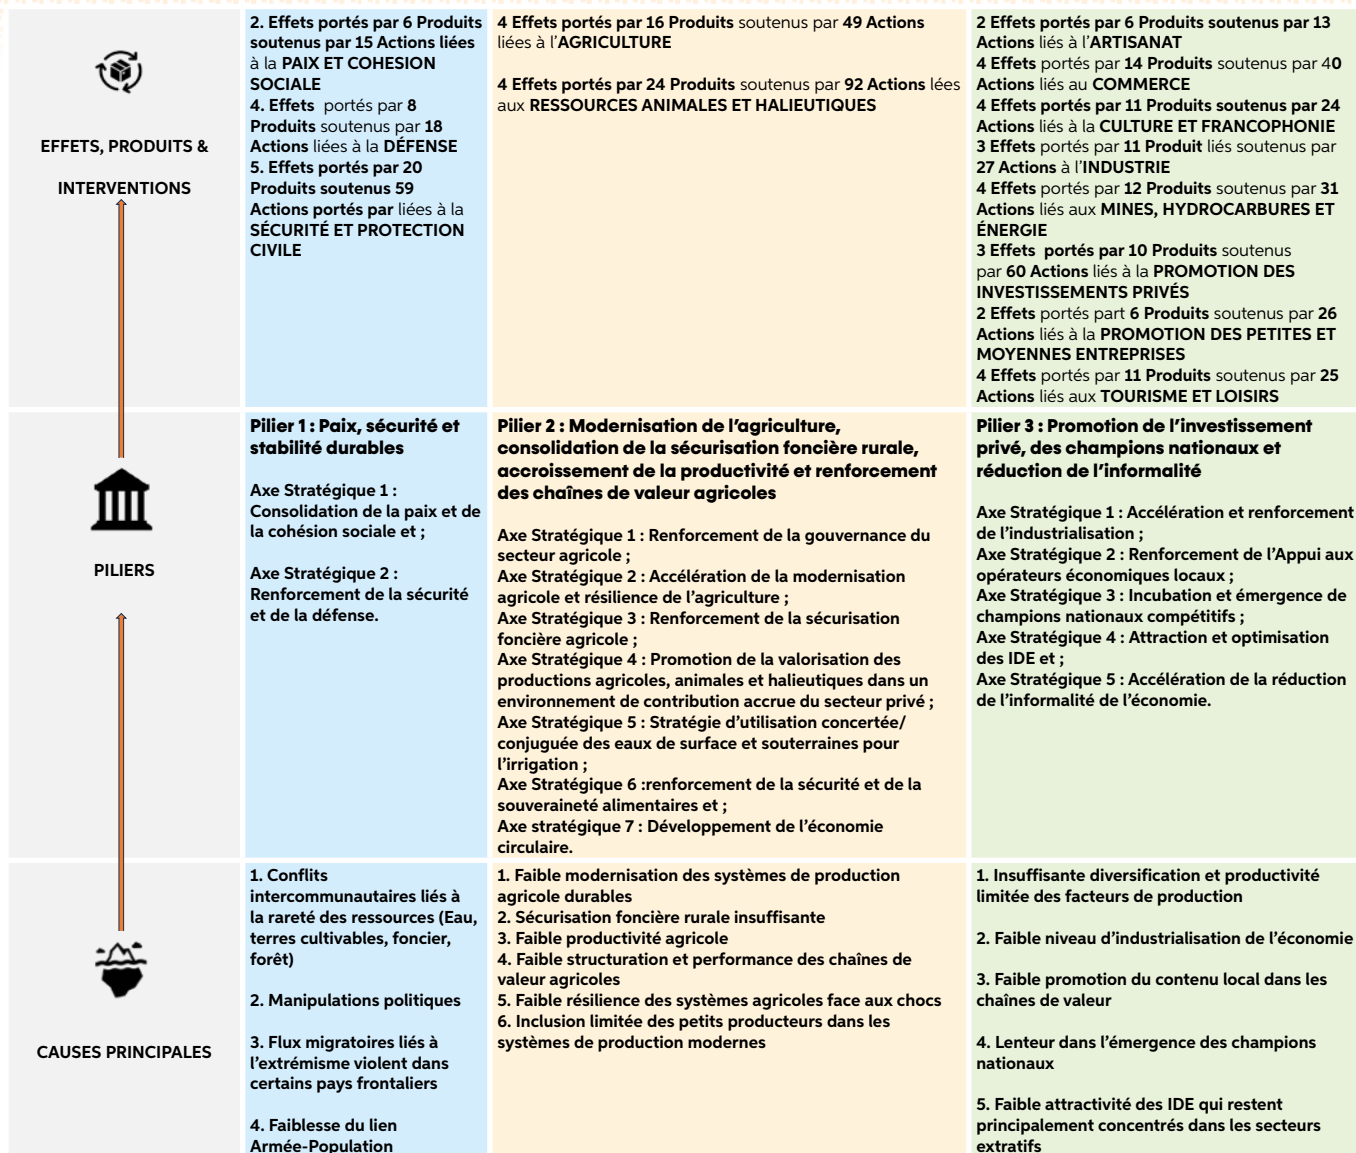 EFFETS, PRODUITS &
INTERVENTIONS
2. Effets portés par 6 Produits
soutenus par 15 Actions liées
à la PAIX ET COHESION
SOCIALE
4. Effets portés par 8
Produits soutenus par 18
Actions liées à la DÉFENSE
5. Effets portés par 20
Produits soutenus 59
Actions portés par liées à la
SÉCURITÉ ET PROTECTION
CIVILE
4 Effets portés par 16 Produits soutenus par 49 Actions
liées à l'AGRICULTURE
4 Effets portés par 24 Produits soutenus par 92 Actions lées
aux RESSOURCES ANIMALES ET HALIEUTIQUES
2 Effets portés par 6 Produits soutenus par 13
Actions liés à l'ARTISANAT
4 Effets portés par 14 Produits soutenus par 40
Actions liés au COMMERCE
4 Effets portés par 11 Produits soutenus par 24
Actions liés à la CULTURE ET FRANCOPHONIE
3 Effets portés par 11 Produit liés soutenus par
27 Actions à l'INDUSTRIE
4 Effets portés par 12 Produits soutenus par 31
Actions liés aux MINES, HYDROCARBURES ET
ÉNERGIE
3 Effets portés par 10 Produits soutenus
par 60 Actions liés à la PROMOTION DES
INVESTISSEMENTS PRIVÉS
2 Effets portés part 6 Produits soutenus par 26
Actions liés à la PROMOTION DES PETITES ET
MOYENNES ENTREPRISES
4 Effets portés par 11 Produits soutenus par 25
Actions liés aux TOURISME ET LOISIRS
PILIERS
Pilier 1 : Paix, sécurité et
stabilité durables
Axe Stratégique 1 :
Consolidation de la paix et de
la cohésion sociale et ;
Axe Stratégique 2 :
Renforcement de la sécurité
et de la défense.
Pilier 2 : Modernisation de l'agriculture,
consolidation de la sécurisation foncière rurale,
accroissement de la productivité et renforcement
des chaînes de valeur agricoles
Axe Stratégique 1 : Renforcement de la gouvernance du
secteur agricole ;
Axe Stratégique 2 : Accélération de la modernisation
agricole et résilience de l'agriculture ;
Axe Stratégique 3 : Renforcement de la sécurisation
foncière agricole ;
Axe Stratégique 4 : Promotion de la valorisation des
productions agricoles, animales et halieutiques dans un
environnement de contribution accrue du secteur privé ;
Axe Stratégique 5 : Stratégie d'utilisation concertée/
conjuguée des eaux de surface et souterraines pour
l'irrigation ;
Axe Stratégique 6 :renforcement de la sécurité et de la
souveraineté alimentaires et ;
Axe stratégique 7 : Développement de l'économie
circulaire.
Pilier 3 : Promotion de l'investissement
privé, des champions nationaux et
réduction de l'informalité
Axe Stratégique 1 : Accélération et renforcement
de l'industrialisation ;
Axe Stratégique 2 : Renforcement de l'Appui aux
opérateurs économiques locaux ;
Axe Stratégique 3 : Incubation et émergence de
champions nationaux compétitifs ;
Axe Stratégique 4 : Attraction et optimisation
des IDE et ;
Axe Stratégique 5 : Accélération de la réduction
de l'informalité de l'économie.
CAUSES PRINCIPALES
1. Conflits
intercommunautaires liés à
la rareté des ressources (Eau,
terres cultivables, foncier,
forêt)
2. Manipulations politiques
3. Flux migratoires liés à
l'extrémisme violent dans
certains pays frontaliers
4. Faiblesse du lien
Armée-Population
1. Faible modernisation des systèmes de production
agricole durables
2. Sécurisation foncière rurale insuffisante
3. Faible productivité agricole
4. Faible structuration et performance des chaînes de
valeur agricoles
5. Faible résilience des systèmes agricoles face aux chocs
6. Inclusion limitée des petits producteurs dans les
systèmes de production modernes
1. Insuffisante diversification et productivité
limitée des facteurs de production
2. Faible niveau d'industrialisation de l'économie
3. Faible promotion du contenu local dans les
chaînes de valeur
4. Lenteur dans l'émergence des champions
nationaux
5. Faible attractivité des IDE qui restent
principalement concentrés dans les secteurs
extratifs